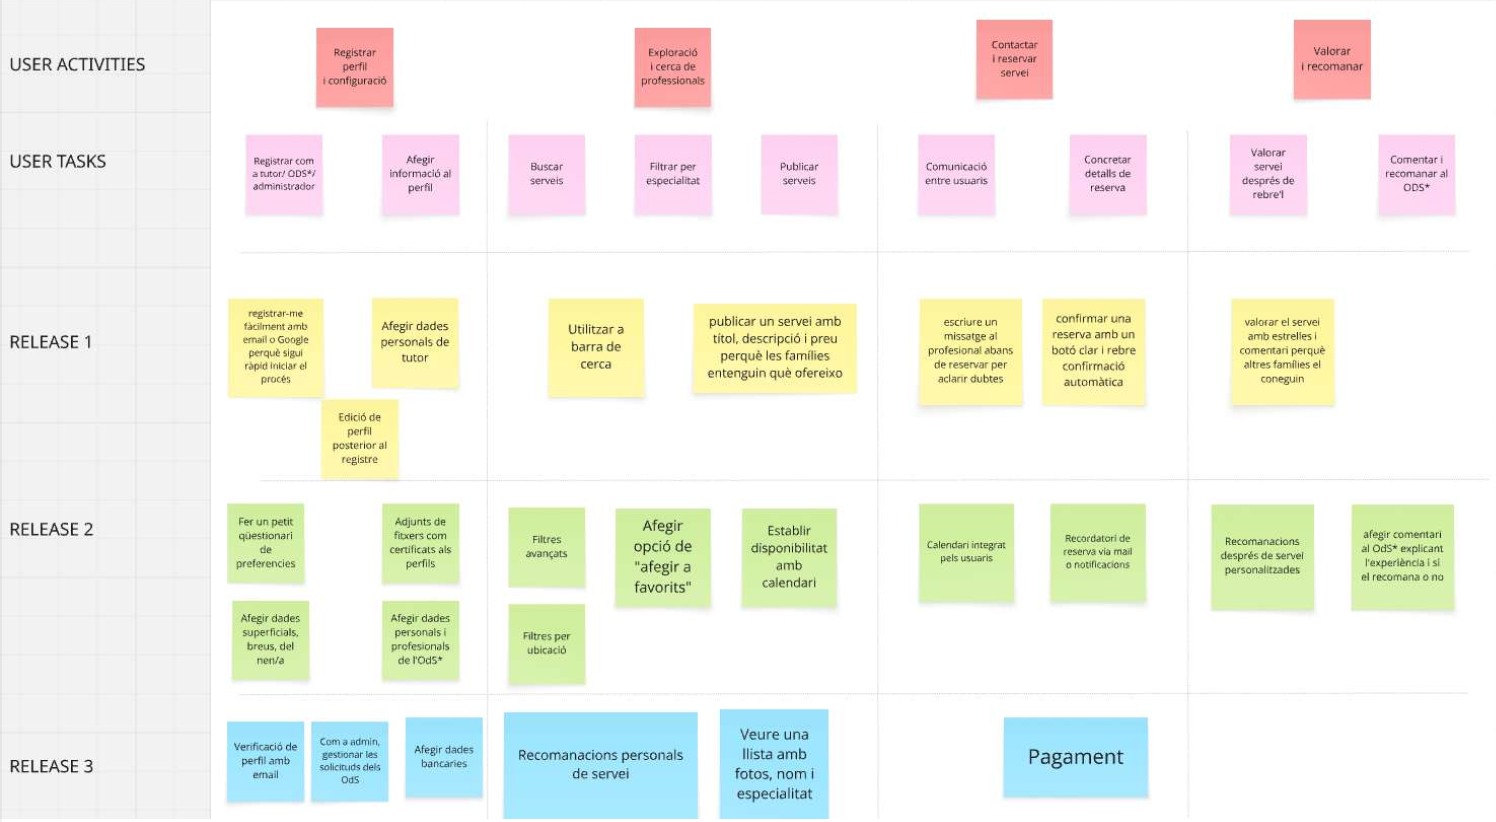 USER ACTIVITIES
Registrar
perfil
i configuració
Exploració
i cerca de
professionals
Contactar
i reservar
servei
Valorar
i recomanar
USER TASKS
Registrar com
a tutor/ ODS*/
administrador
Afegir
informació al
perfil
Buscar
serveis
Filtrar per
especialitat
Publicar
serveis
Comunicació
entre usuaris
Concretar
detalls de
reserva
Valorar
servei
després de
rebre'l
Comentar i
recomanar al
ODS*
RELEASE 1
registrar-me
fàcilment amb
email o Google
perquè sigui
ràpid iniciar el
procés
Afegir dades
personals de
tutor
Edició de
perfil
posterior al
registre
Utilitzar a
barra de
cerca
publicar un servei amb
títol, descripció i preu
perquè les famílies
entenguin què ofereixo
escriure un
missatge al
profesional abans
de reservar per
aclarir dubtes
confirmar una
reserva amb un
botó clar i rebre
confirmació
automàtica
valorar el servei
amb estrelles i
comentari perquè
altres famílies el
coneguin
RELEASE 2
Fer un petit
qüestionari
de
preferencies
Adjunts de
fitxers com
certificats als
perfils
Afegir dades
superficials,
breus, del
nen/a
Afegir dades
personals i
profesionals
de l'OdS*
Filtres
avançats
Afegir
opció de
"afegir a
favorits"
Establir
disponibilitat
amb
calendari
Filtres per
ubicació
Calendari integrat
pels usuaris
Recordatori de
reserva via mail
o notificacions
Recomanacions
després de servei
personalitzades
afegir comentari
al OdS* explicant
l'experiència i si
el recomana o no
RELEASE 3
Verificació de
perfil amb
email
Com a admin,
gestionar les
solicituds dels
OdS
Afegir dades
bancaries
Recomanacions personals
de servei
Veure una
llista amb
fotos, nom i
especialitat
Pagament